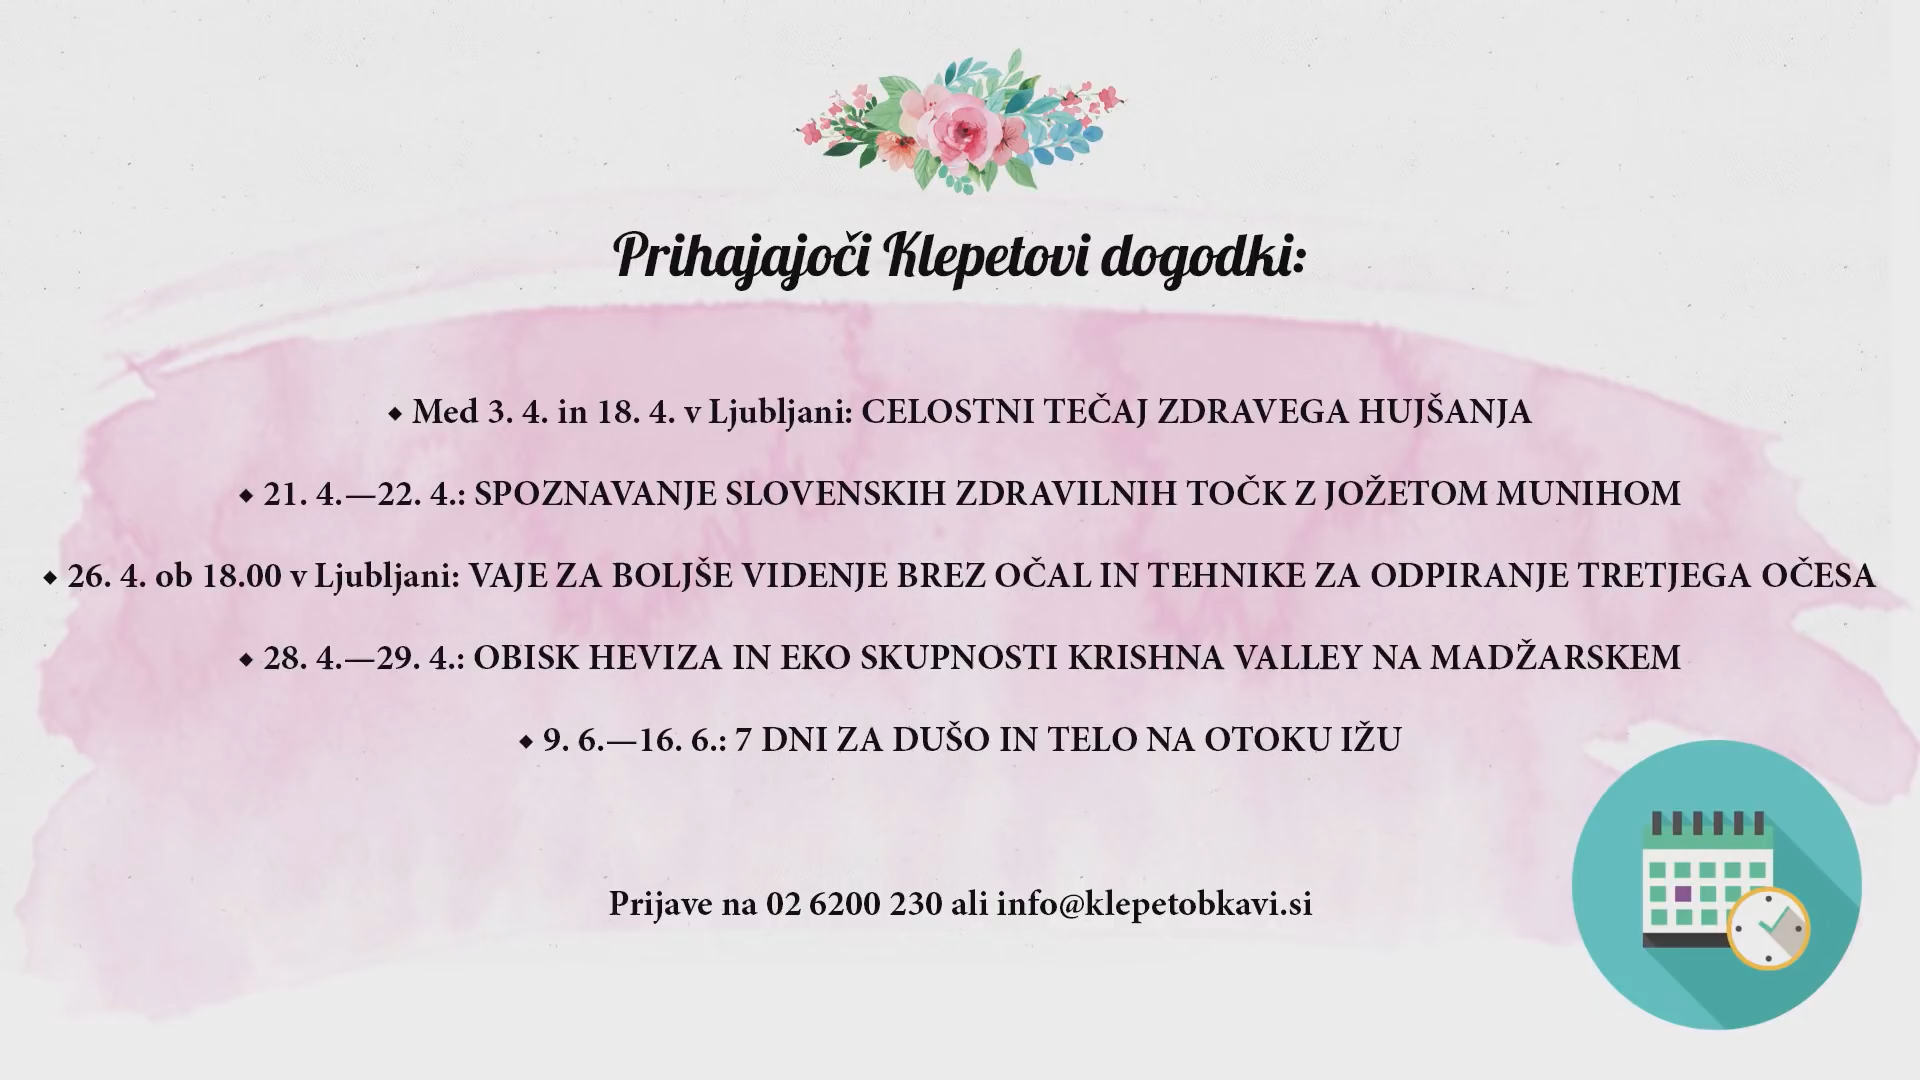 Prihajajoči Klepetovi dogodki:
◆ Med 3. 4. in 18. 4. v Ljubljani: CELOSTNI TEČAJ ZDRAVEGA HUJŠANJA
◆ 21. 4.—22. 4.: SPOZNAVANJE SLOVENSKIH ZDRAVILNIH TOČK Z JOŽETOM MUNIHOM
◆ 26. 4. ob 18.00 v Ljubljani: VAJE ZA BOLJŠE VIDENJE BREZ OČAL IN TEHNIKE ZA ODPIRANJE TRETJEGA OČESA
◆ 28. 4.—29. 4.: OBISK HEVIZA IN EKO SKUPNOSTI KRISHNA VALLEY NA MADŽARSKEM
◆ 9. 6.—16. 6.: 7 DNI ZA DUŠO IN TELO NA OTOKU IŽU
Prijave na 02 6200 230 ali info@klepetobkavi.si